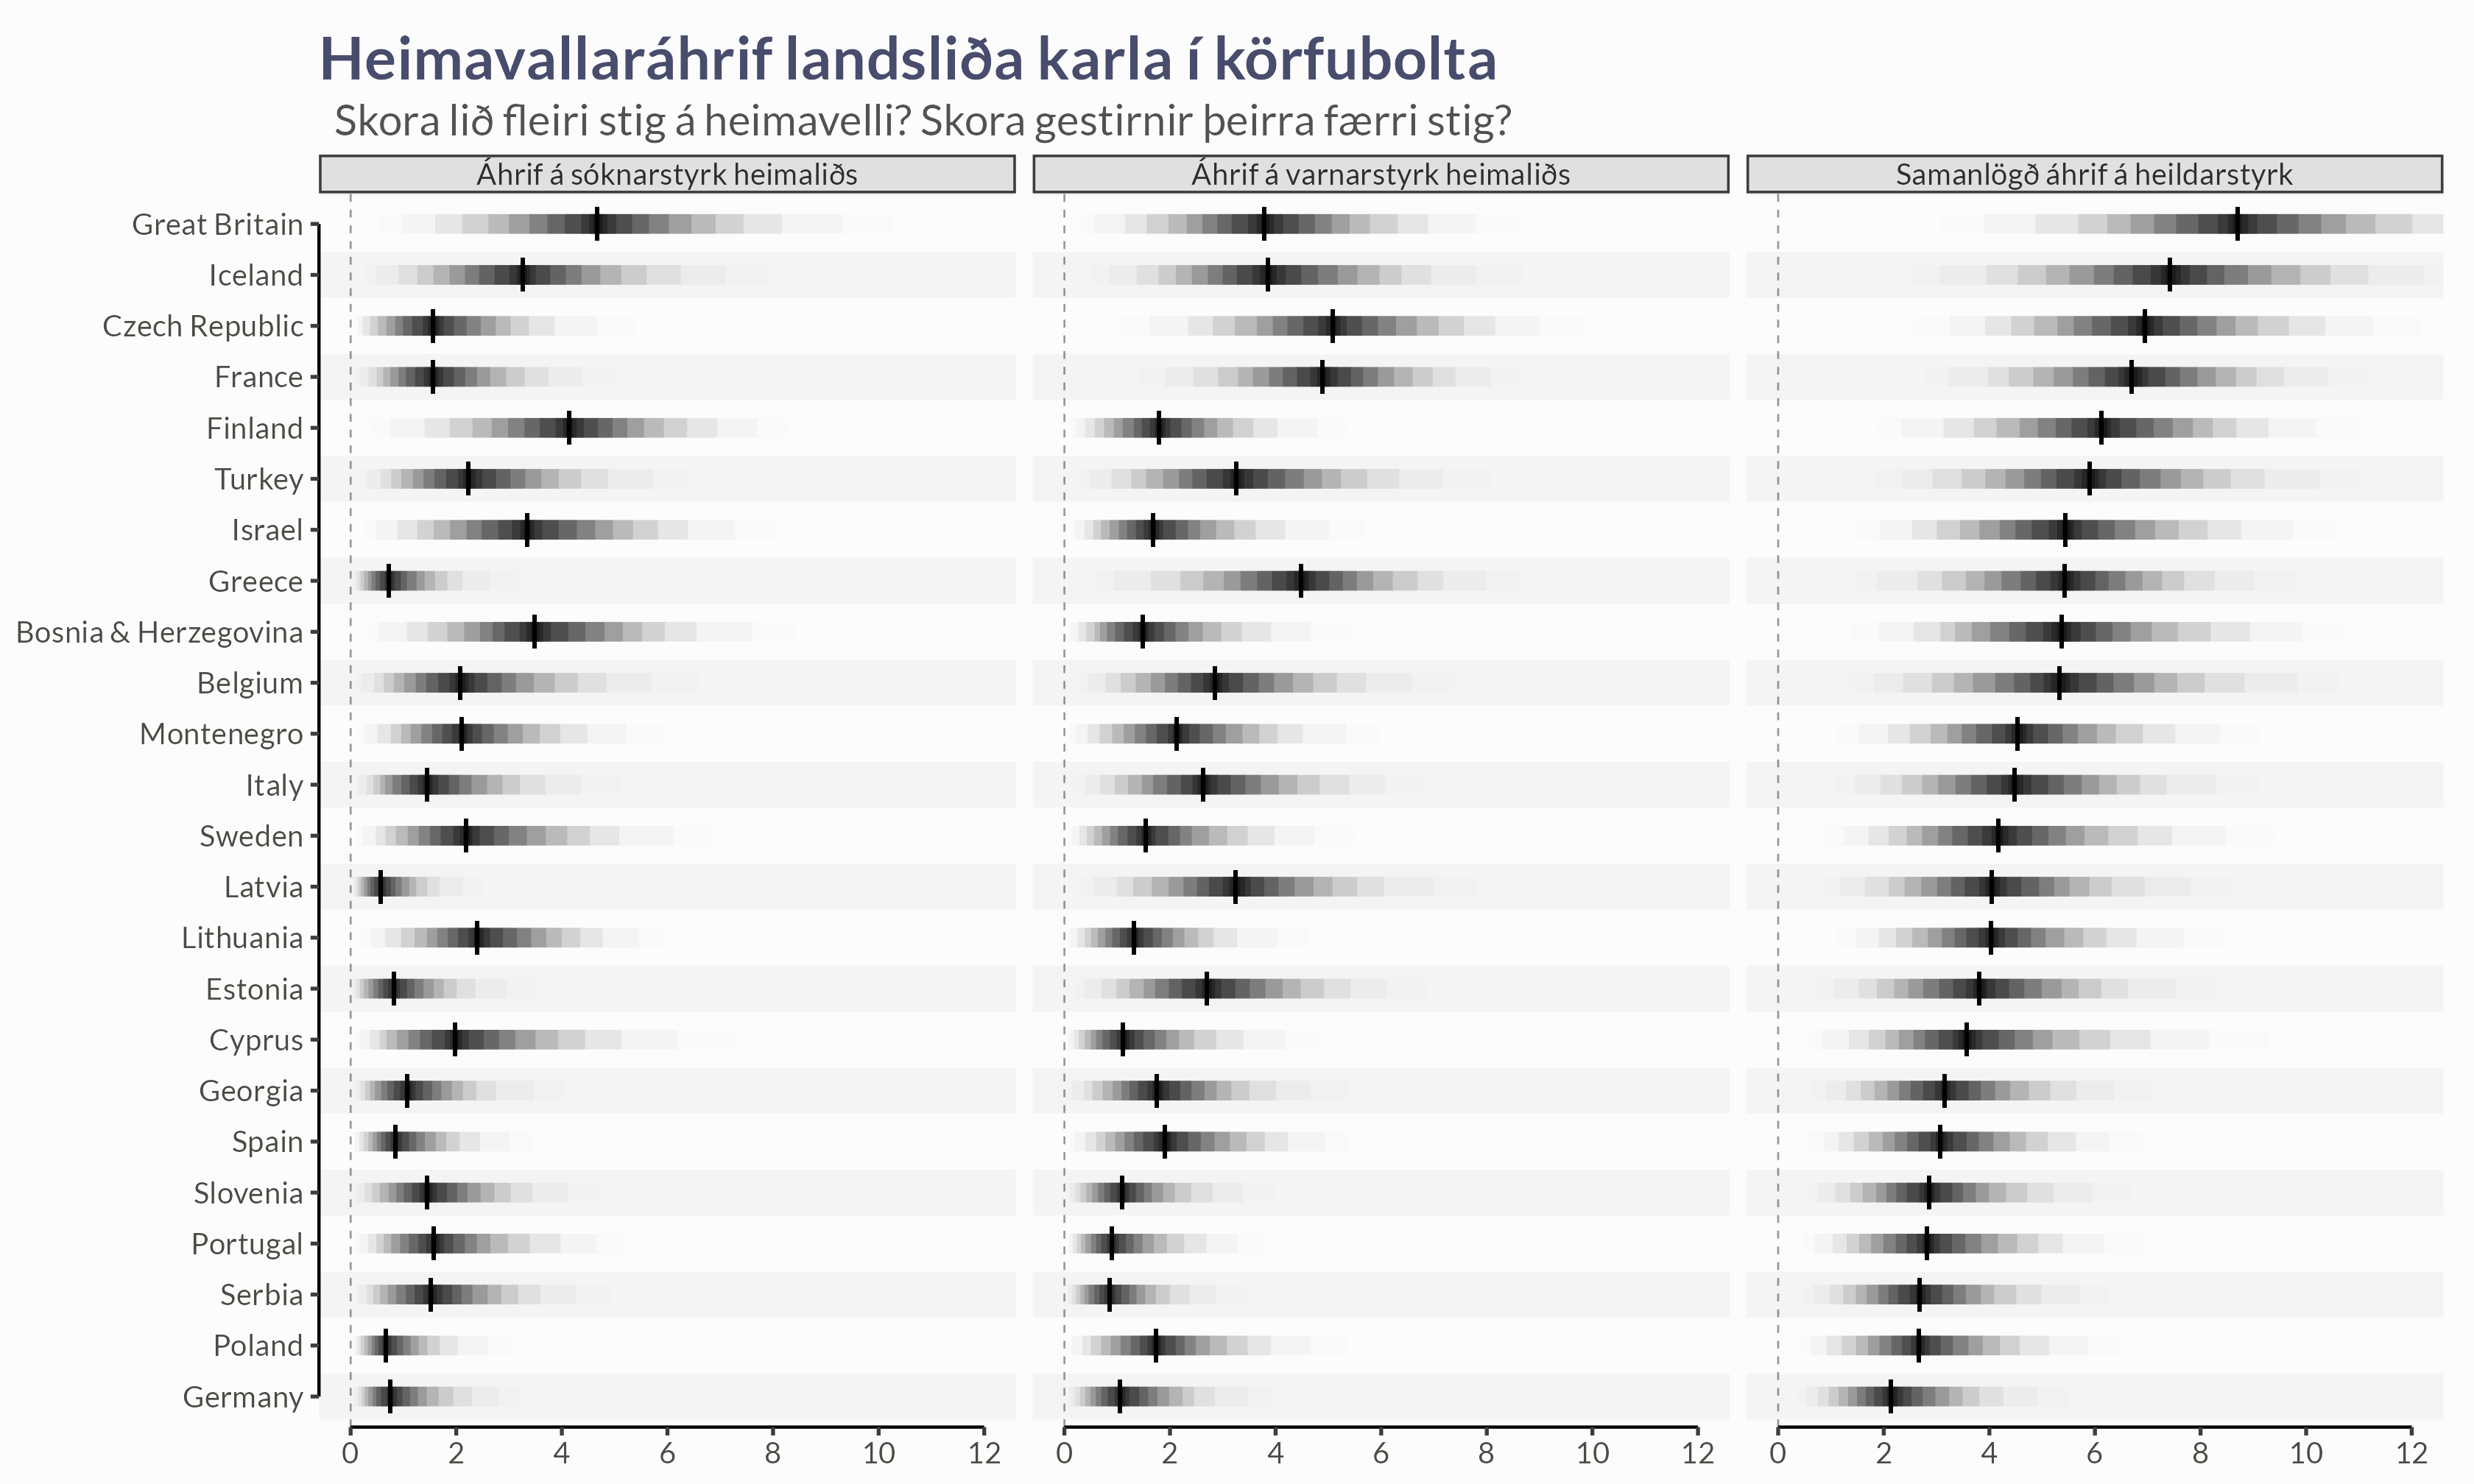 Heimavallaráhrif landsliða karla í körfubolta
Skora lið fleiri stig á heimavelli? Skora gestirnir þeirra færri stig?
Áhrif á sóknarstyrk heimaliðs
Áhrif á varnarstyrk heimaliðs
Samanlögð áhrif á heildarstyrk
Great Britain
Iceland
Czech Republic
France
Finland
Turkey
Israel
Greece
Bosnia & Herzegovina
Belgium
Montenegro
Italy
Sweden
Latvia
Lithuania
Estonia
Cyprus
Georgia
Spain
Slovenia
Portugal
Serbia
Poland
Germany
0 2 4 6 8 10 12
0 2 4 6 8 10 12
0 2 4 6 8 10 12